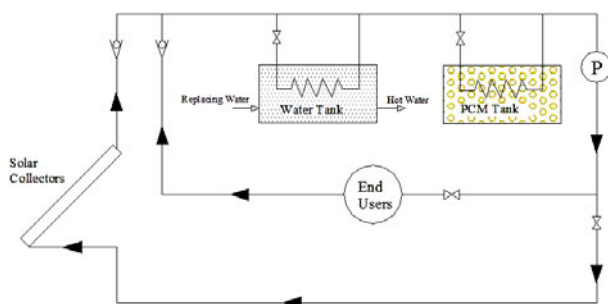 P
Replacing Water
Water Tank
Hot Water
PCM Tank
Solar
Collectors
End
Users